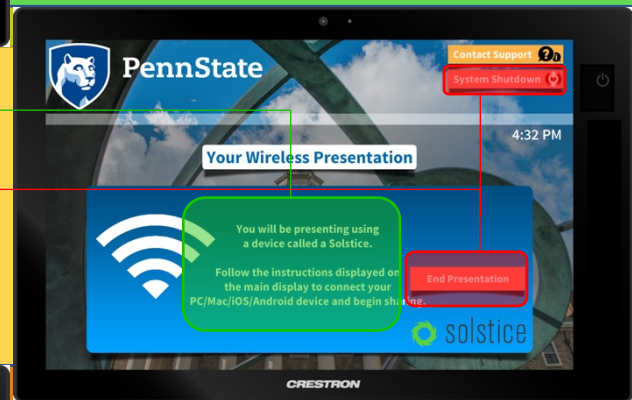 PennState
Contact Support
System Shutdown
4:32 PM
Your Wireless Presentation
You will be presenting using
a device called a Solstice.
Follow the instructions displayed on
the main display to connect your
PC/Mac/iOS/Android device and begin sharing.
End Presentation
solstice
CRESTRON